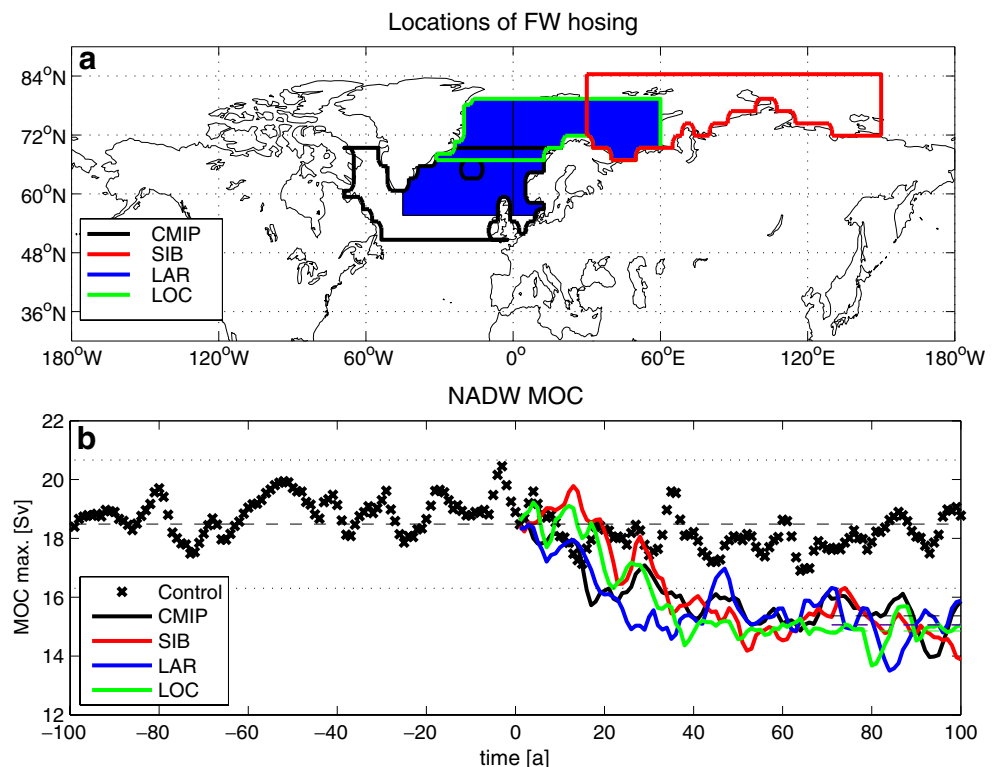 Locations of FW hosing
a
84°N
72°N
60°N
48°N
36°N
CMIP
SIB
LAR
LOC
180°W 120°W 60°W 0° 60°E 120°E 180°W
NADW MOC
b
22
20
18
16
14
12
MOC max. [Sv]
Control
CMIP
SIB
LAR
LOC
−100 −80 −60 −40 −20 0 20 40 60 80 100
time [a]